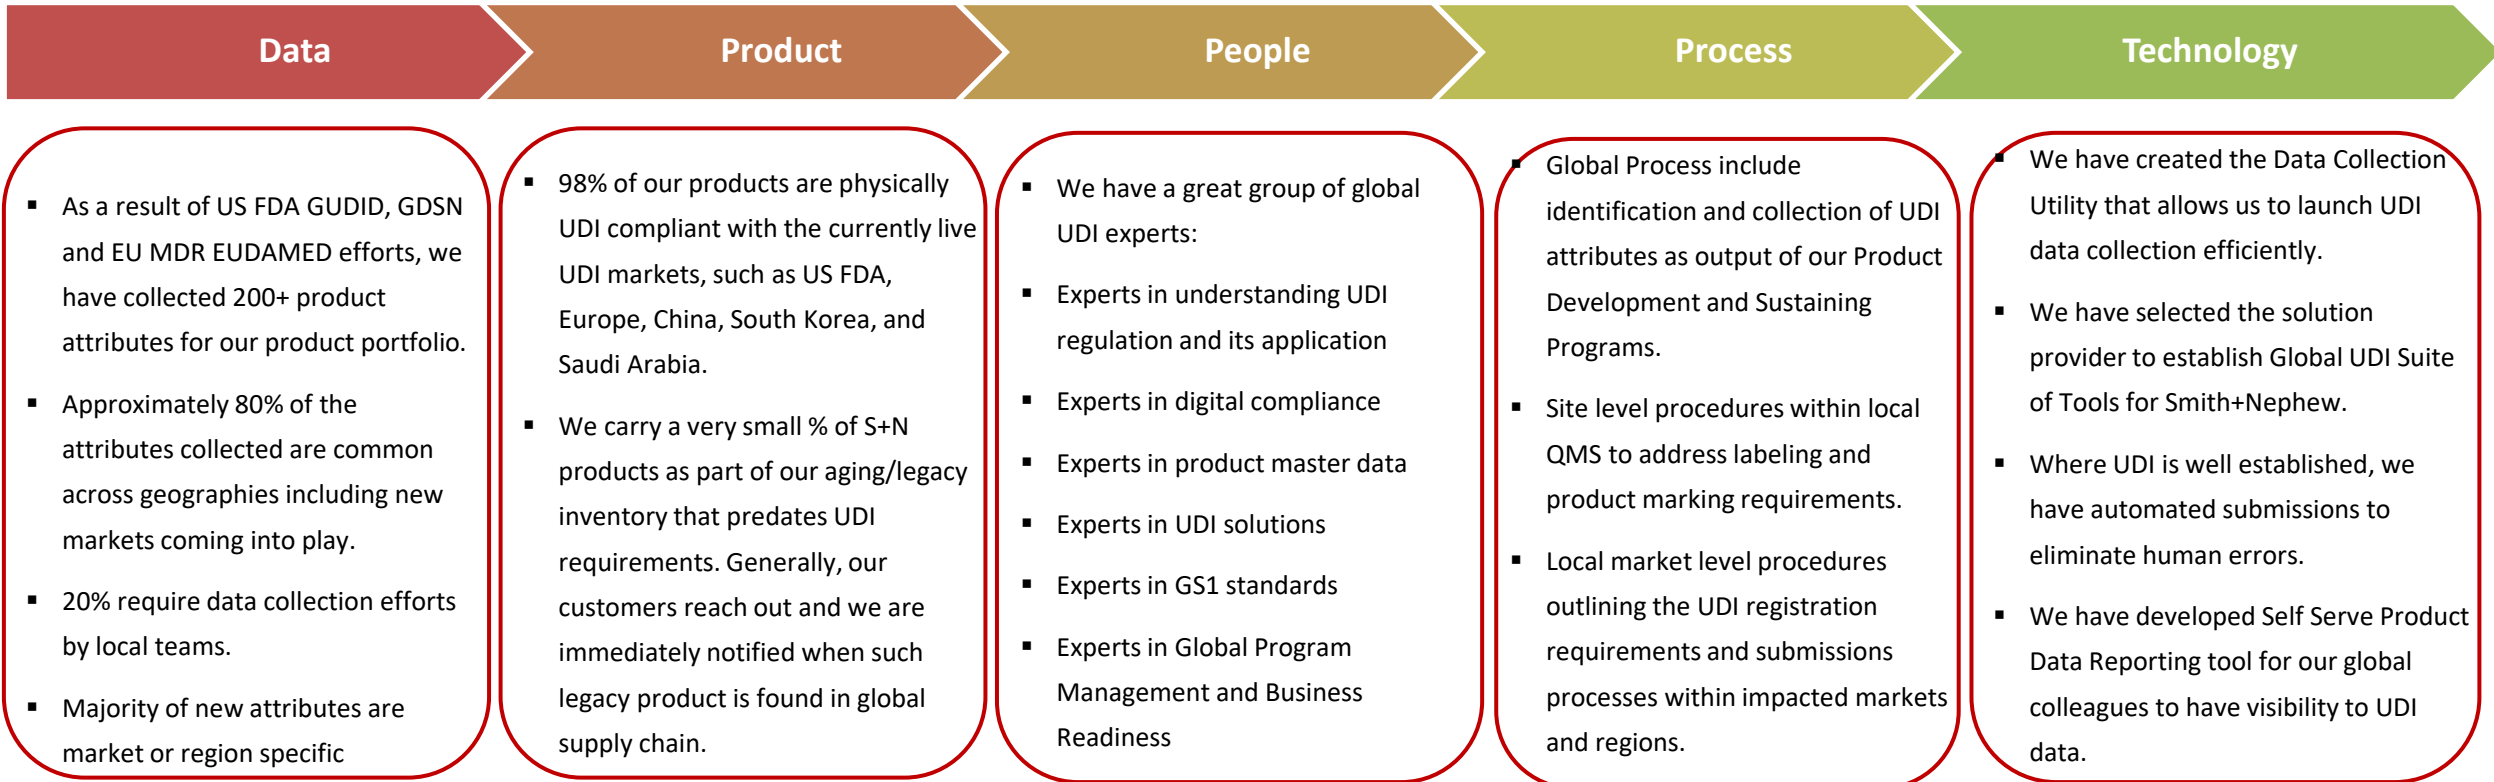 Data
Product
People
Process
Technology
▪ As a result of US FDA GUDID, GDSN
and EU MDR EUDAMED efforts, we
have collected 200+ product
attributes for our product portfolio.
▪ Approximately 80% of the
attributes collected are common
across geographies including new
markets coming into play.
▪ 20% require data collection efforts
by local teams.
▪ Majority of new attributes are
market or region specific
▪ 98% of our products are physically
UDI compliant with the currently live
UDI markets, such as US FDA,
Europe, China, South Korea, and
Saudi Arabia.
▪ We carry a very small % of S+N
products as part of our aging/legacy
inventory that predates UDI
requirements. Generally, our
customers reach out and we are
immediately notified when such
legacy product is found in global
supply chain.
▪ We have a great group of global
UDI experts:
▪ Experts in understanding UDI
regulation and its application
▪ Experts in digital compliance
▪ Experts in product master data
▪ Experts in UDI solutions
▪ Experts in GS1 standards
▪ Experts in Global Program
Management and Business
Readiness
▪ Global Process include
identification and collection of UDI
attributes as output of our Product
Development and Sustaining
Programs.
▪ Site level procedures within local
QMS to address labeling and
product marking requirements.
▪ Local market level procedures
outlining the UDI registration
requirements and submissions
processes within impacted markets
and regions.
▪ We have created the Data Collection
Utility that allows us to launch UDI
data collection efficiently.
▪ We have selected the solution
provider to establish Global UDI Suite
of Tools for Smith+Nephew.
▪ Where UDI is well established, we
have automated submissions to
eliminate human errors.
▪ We have developed Self Serve Product
Data Reporting tool for our global
colleagues to have visibility to UDI
data.